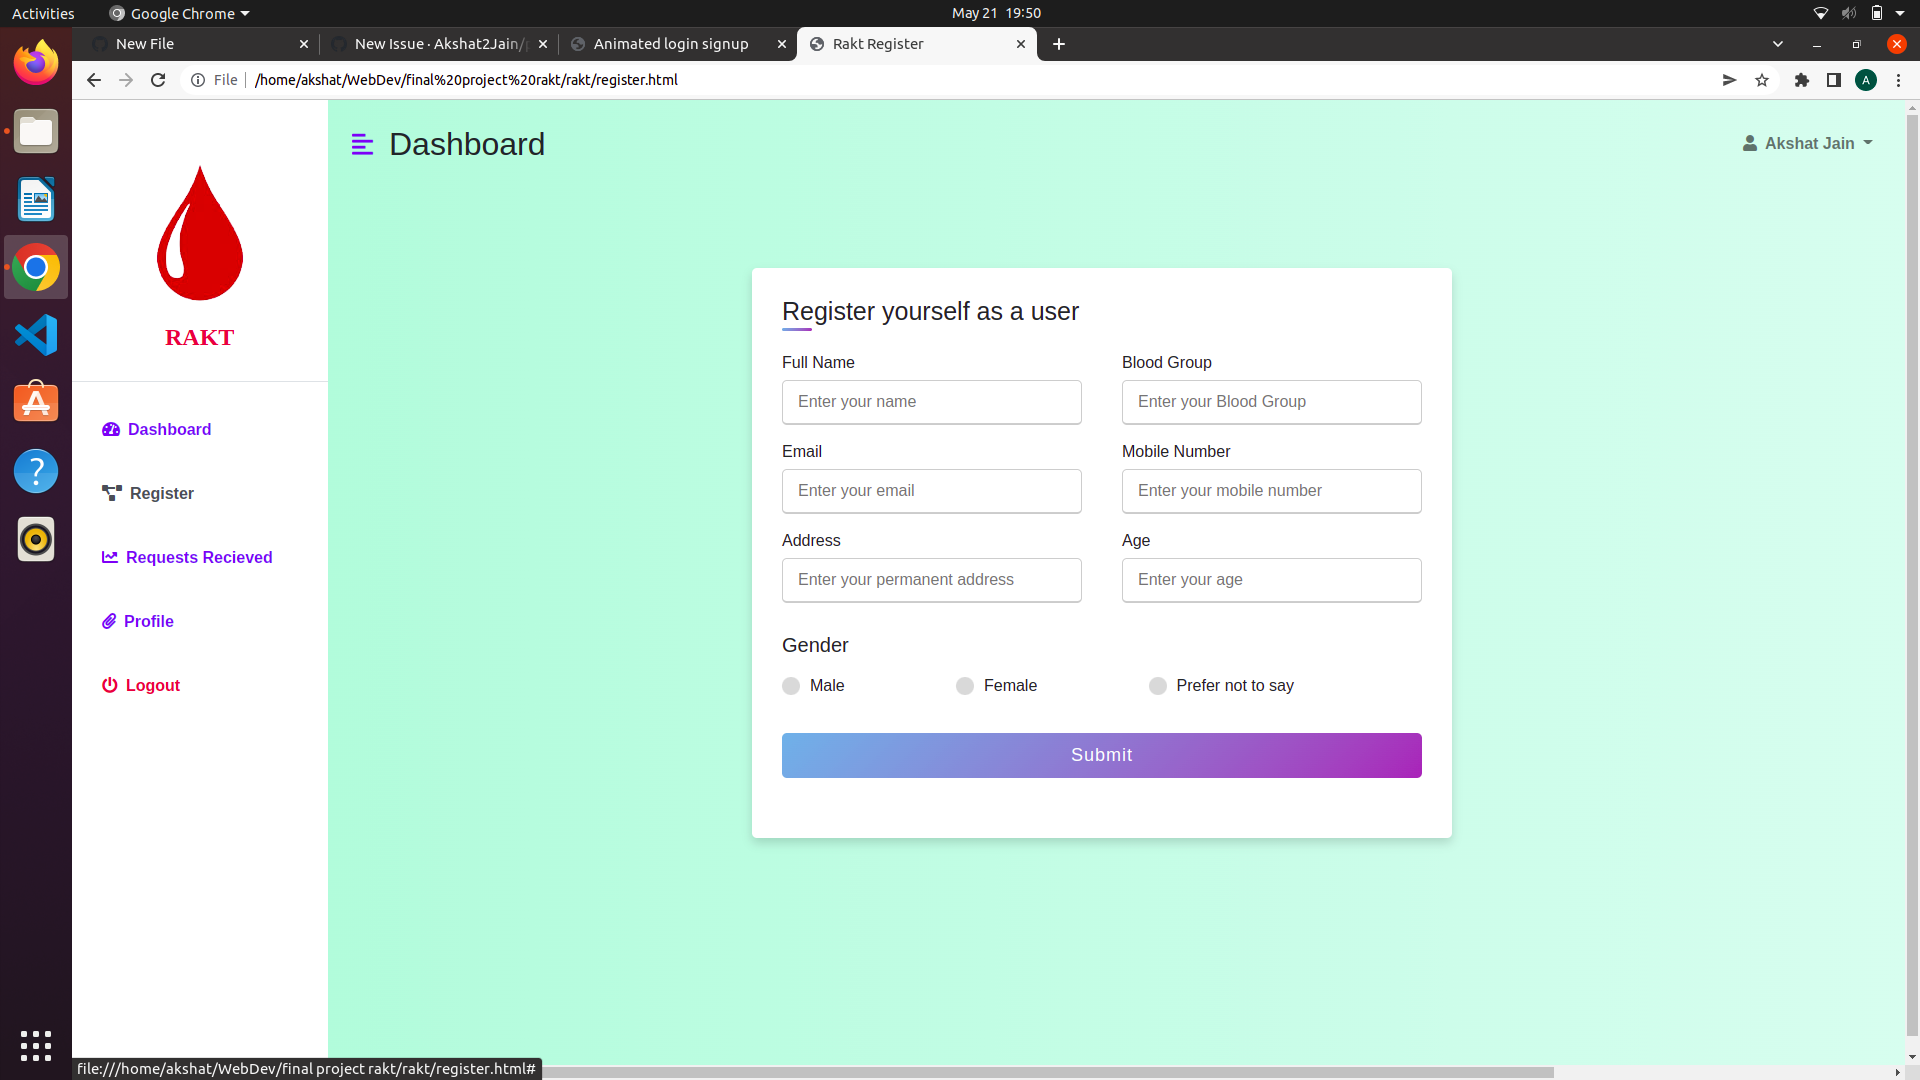 Activities
Google Chrome
May 21 19:50
New File
New Issue · Akshat2Jain/
Animated login signup
Rakt Register
File
/home/akshat/WebDev/final%20project%20rakt/rakt/register.html
A
RAKT
Dashboard
Register
Requests Recieved
Profile
Logout
Dashboard
Akshat Jain
Register yourself as a user
Full Name
Blood Group
Enter your name
Enter your Blood Group
Email
Mobile Number
Enter your email
Enter your mobile number
Address
Age
Enter your permanent address
Enter your age
Gender
Male
Female
Prefer not to say
Submit
file:///home/akshat/WebDev/final project rakt/rakt/register.html#